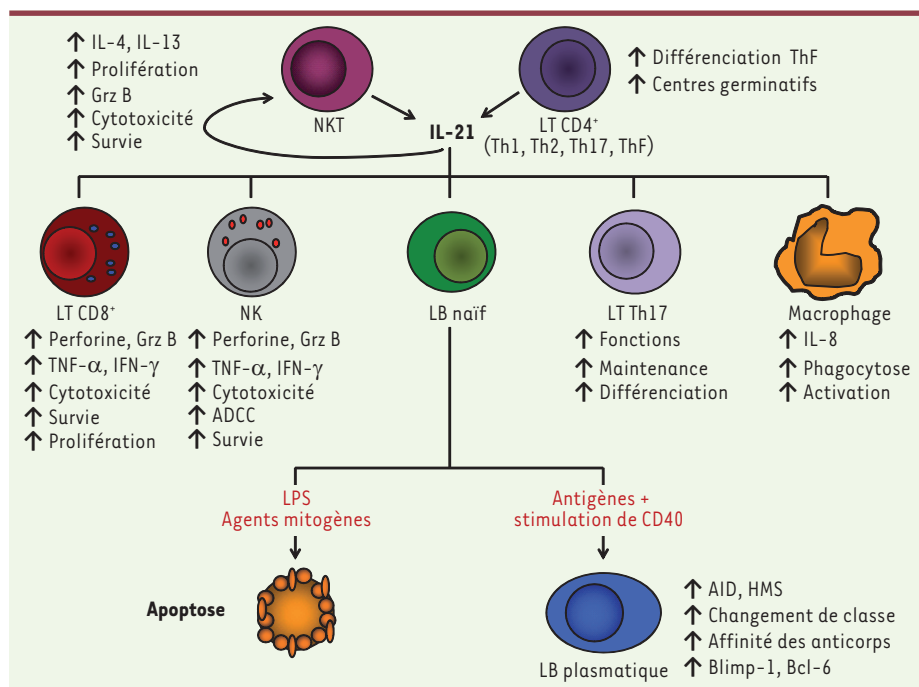 ↑ IL-4, IL-13
↑ Prolifération
↑ Grz B
↑ Cytotoxicité
↑ Survie
NKT
IL-21
LT CD4⁺
(Th1, Th2, Th17, ThF)
↑ Différenciation ThF
↑ Centres germinatifs
LT CD8⁺
↑ Perforine, Grz B
↑ TNF-α, IFN-γ
↑ Cytotoxicité
↑ Survie
↑ Prolifération
NK
↑ Perforine, Grz B
↑ TNF-α, IFN-γ
↑ Cytotoxicité
↑ ADCC
↑ Survie
LB naïf
LT Th17
↑ Fonctions
↑ Maintenance
↑ Différenciation
Macrophage
↑ IL-8
↑ Phagocytose
↑ Activation
LPS
Agents mitogènes
Apoptose
Antigènes +
stimulation de CD40
LB plasmatique
↑ AID, HMS
↑ Changement de classe
↑ Affinité des anticorps
↑ Blimp-1, Bcl-6